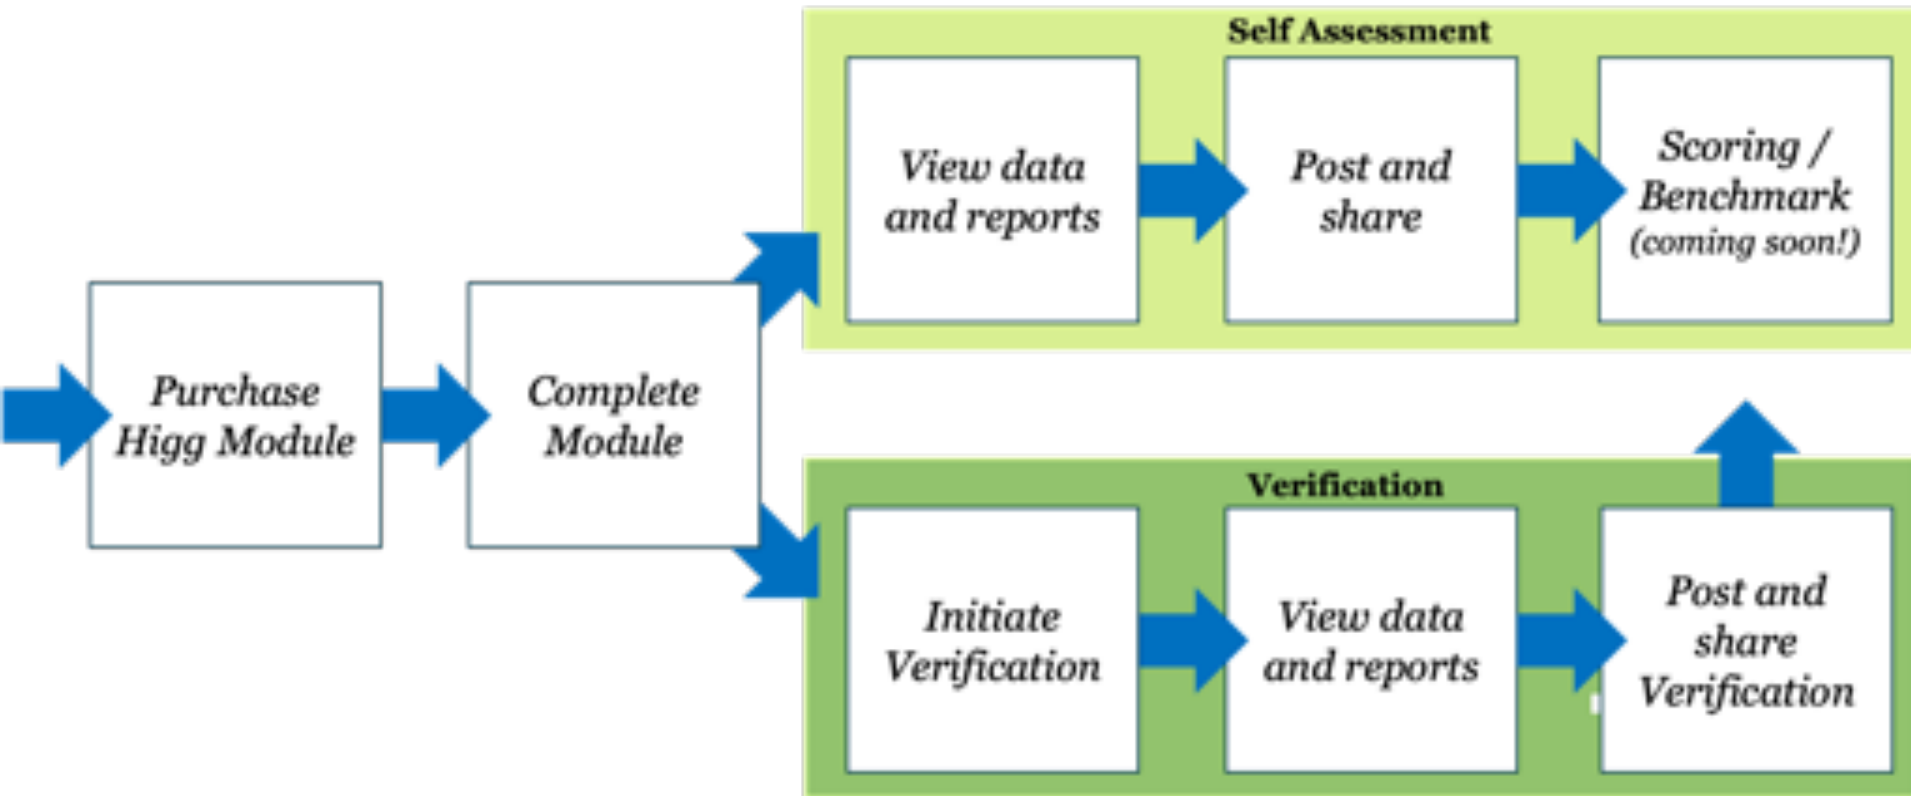 Self Assessment
View data
and reports
Post and
share
Scoring /
Benchmark
(coming soon!)
Purchase
Higg Module
Complete
Module
Verification
Initiate
Verification
View data
and reports
Post and
share
Verification